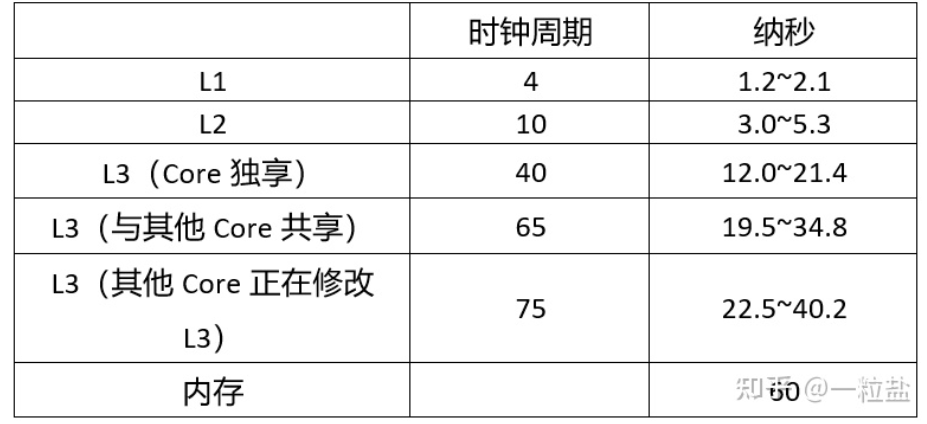 时钟周期 纳秒
L1 4 1.2~2.1
L2 10 3.0~5.3
L3（Core 独享） 40 12.0~21.4
L3（与其他 Core 共享） 65 19.5~34.8
L3（其他 Core 正在修改
L3） 75 22.5~40.2
内存 60
知乎 @一粒盐